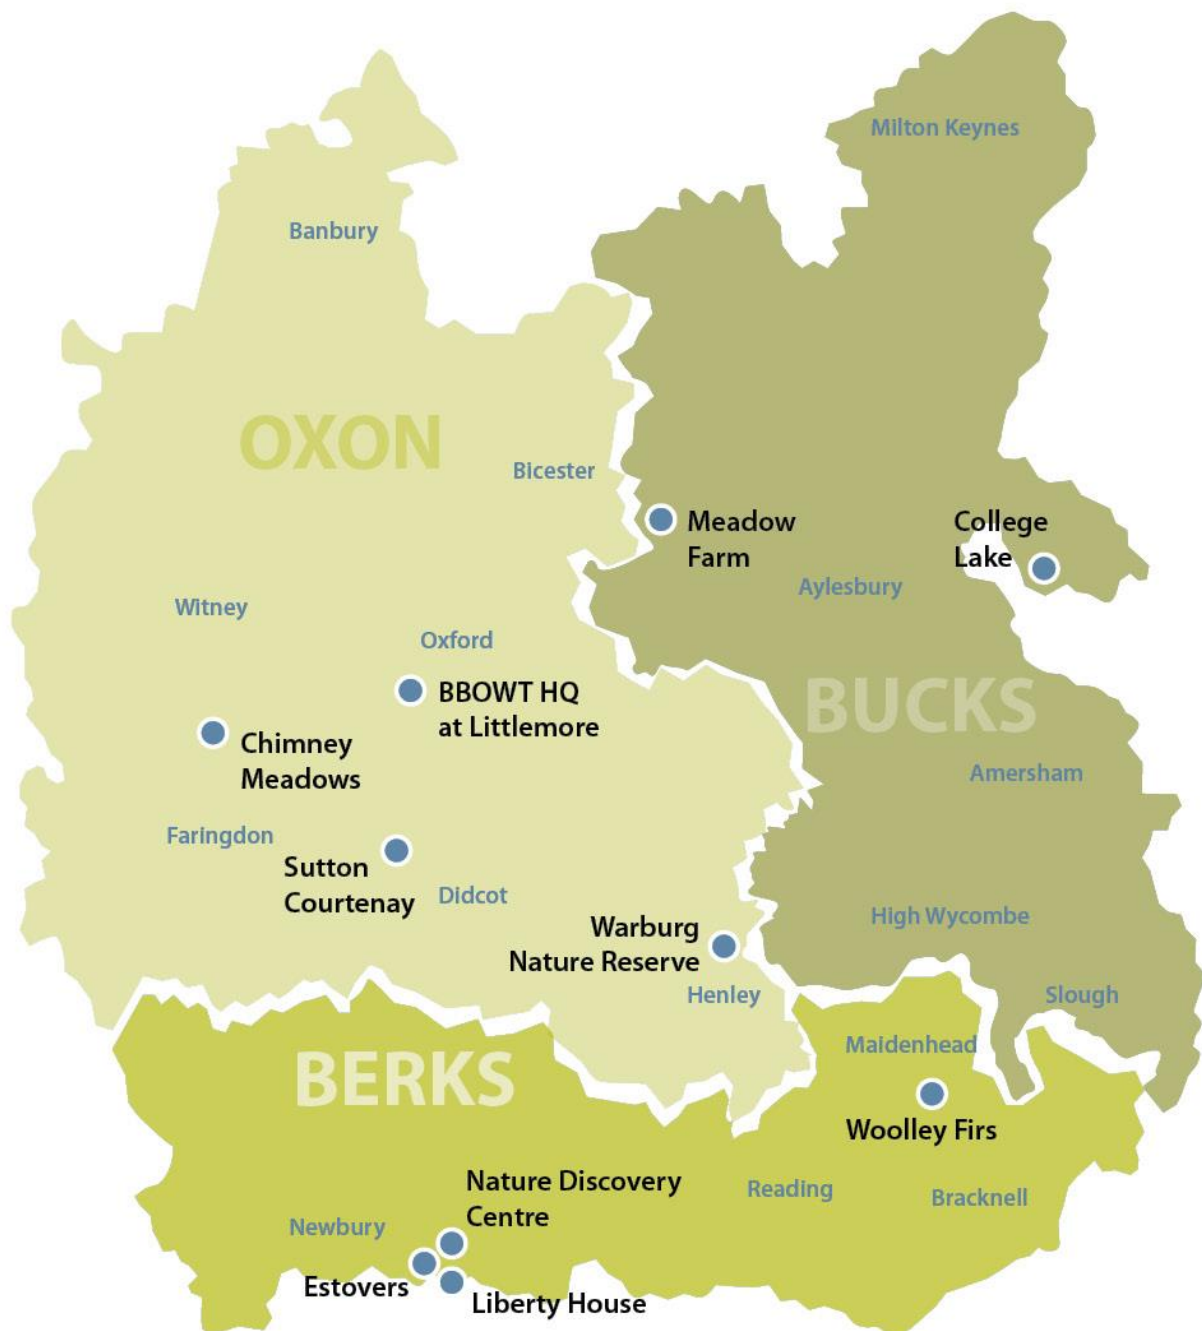 Milton Keynes
Banbury
OXON
Bicester
Meadow
Farm
College
Lake
Aylesbury
Witney
Oxford
BBOWT HQ
at Littlemore
BUCKS
Chimney
Meadows
Amersham
Faringdon
Sutton
Courtenay
Didcot
High Wycombe
Warburg
Nature Reserve
Henley
Slough
Maidenhead
BERKS
Woolley Firs
Nature Discovery
Centre
Reading
Bracknell
Newbury
Estovers
Liberty House